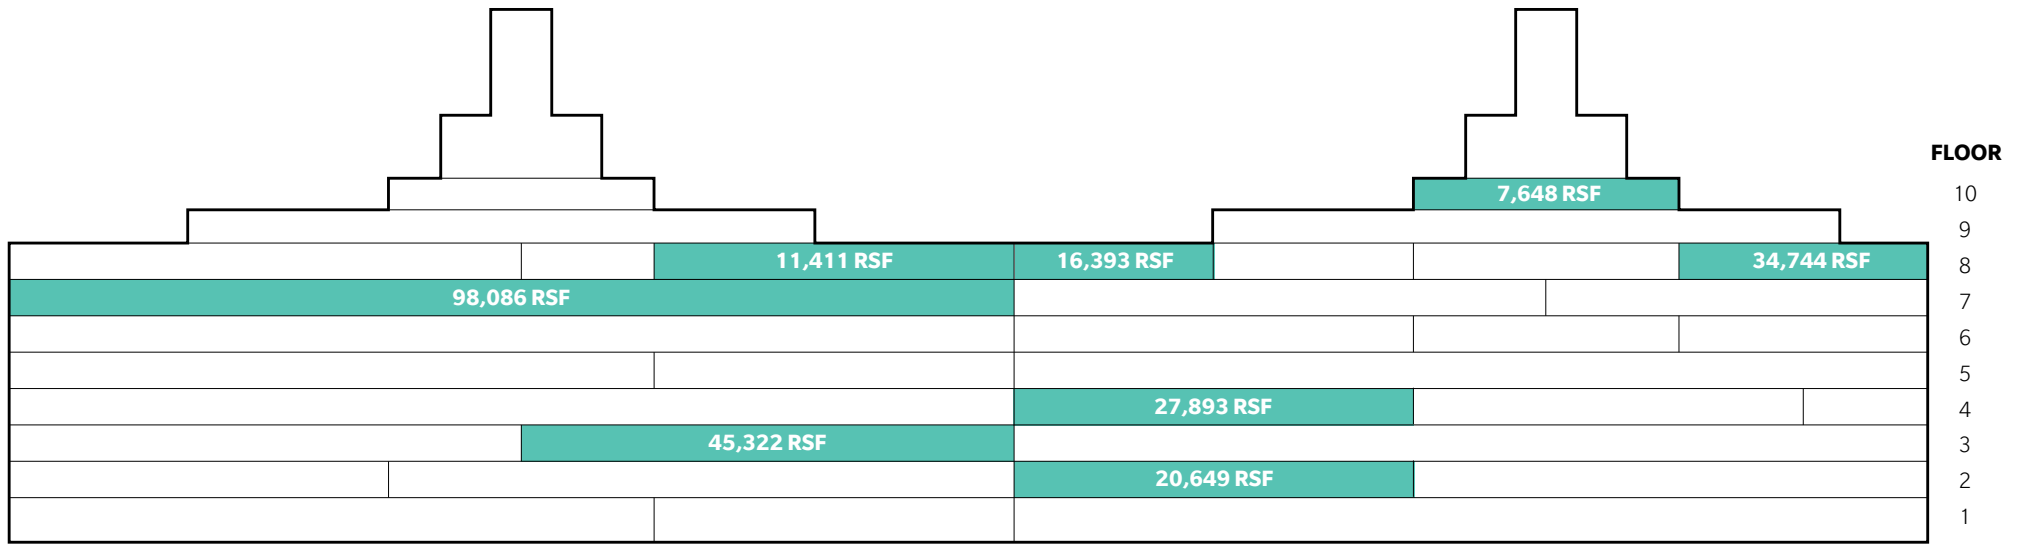 FLOOR
7,648 RSF 10
9
11,411 RSF 16,393 RSF 34,744 RSF 8
98,086 RSF 7
6
5
27,893 RSF 4
45,322 RSF 3
20,649 RSF 2
1